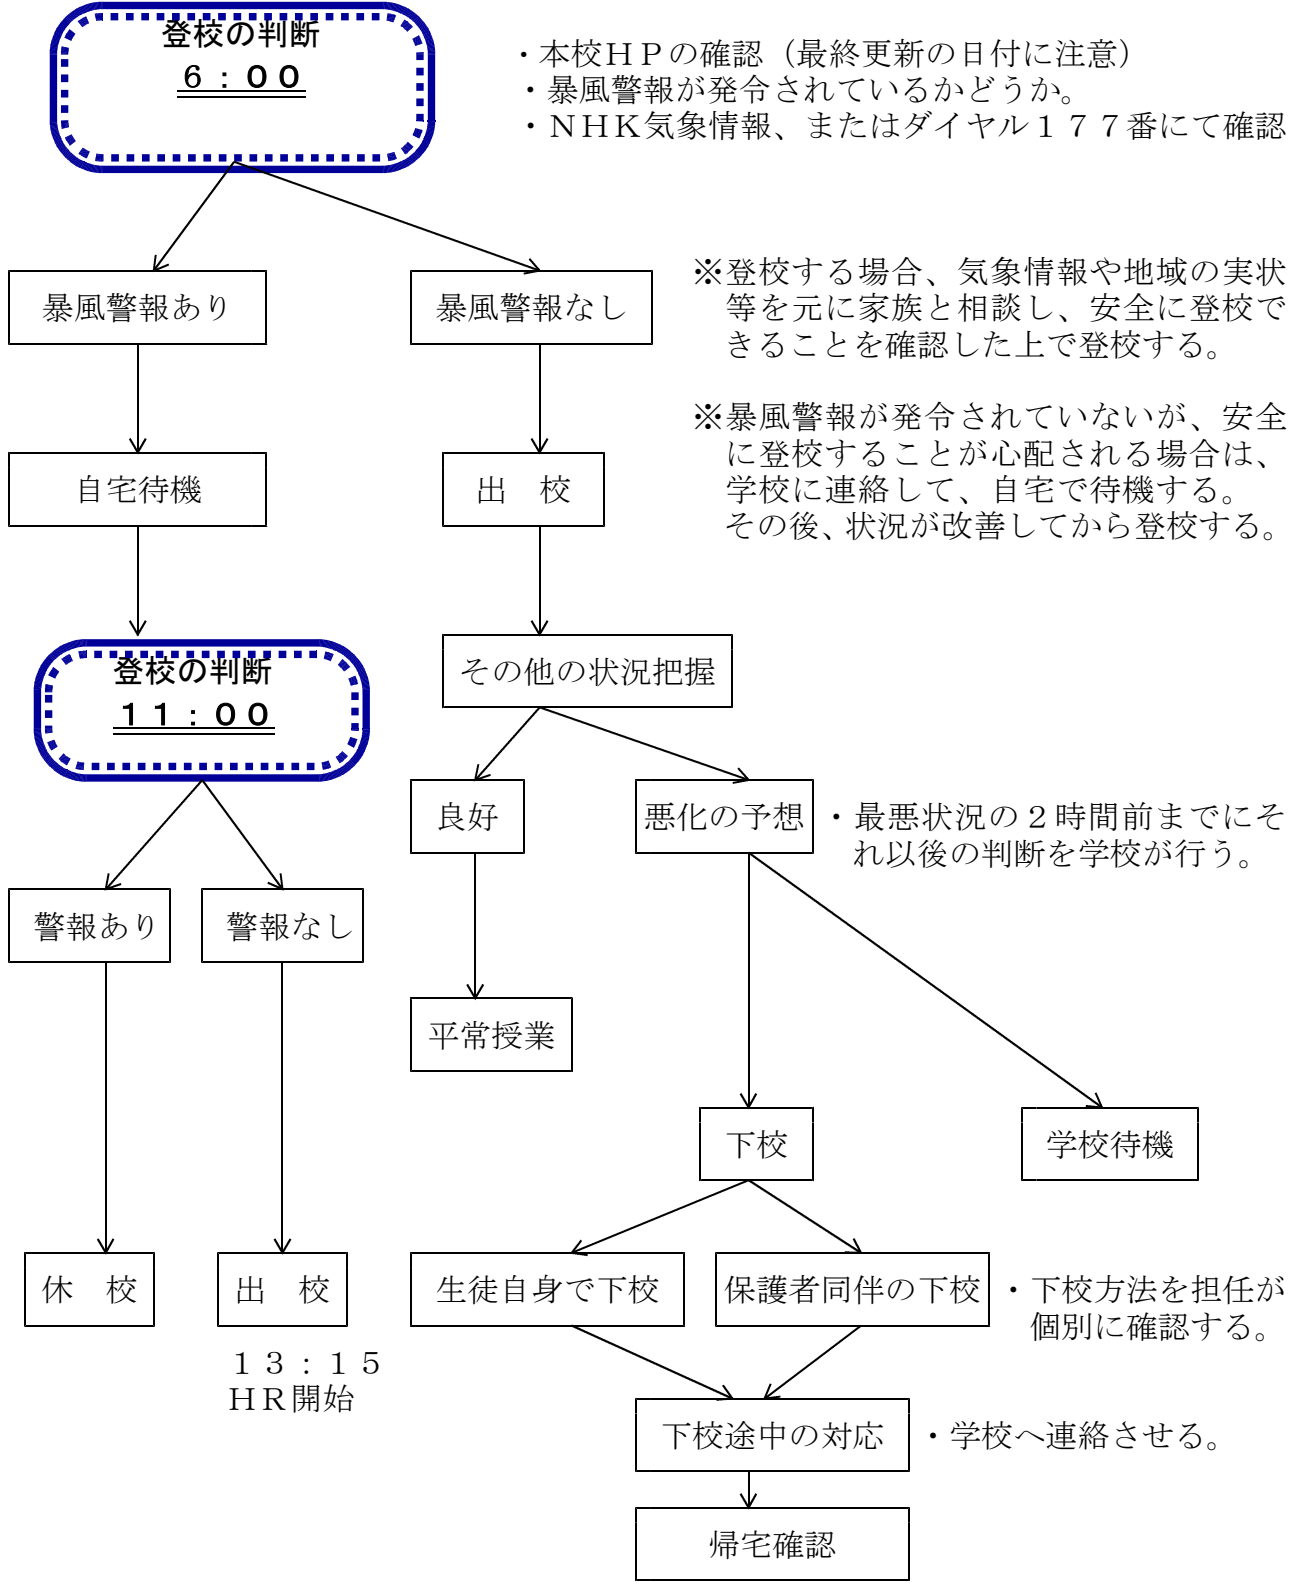 登校の判断
６：００
・本校ＨＰの確認（最終更新の日付に注意）
・暴風警報が発令されているかどうか。
・ＮＨＫ気象情報、またはダイヤル１７７番にて確認
暴風警報あり
暴風警報なし
※登校する場合、気象情報や地域の実状
等を元に家族と相談し、安全に登校で
きることを確認した上で登校する。
※暴風警報が発令されていないが、安全
に登校することが心配される場合は、
学校に連絡して、自宅で待機する。
その後、状況が改善してから登校する。
自宅待機
出　校
登校の判断
１１：００
その他の状況把握
良好
悪化の予想
・最悪状況の２時間前までにそ
れ以後の判断を学校が行う。
警報あり
警報なし
平常授業
下校
学校待機
休　校
出　校
１３：１５
ＨＲ開始
生徒自身で下校
保護者同伴の下校
・下校方法を担任が
個別に確認する。
下校途中の対応
・学校へ連絡させる。
帰宅確認